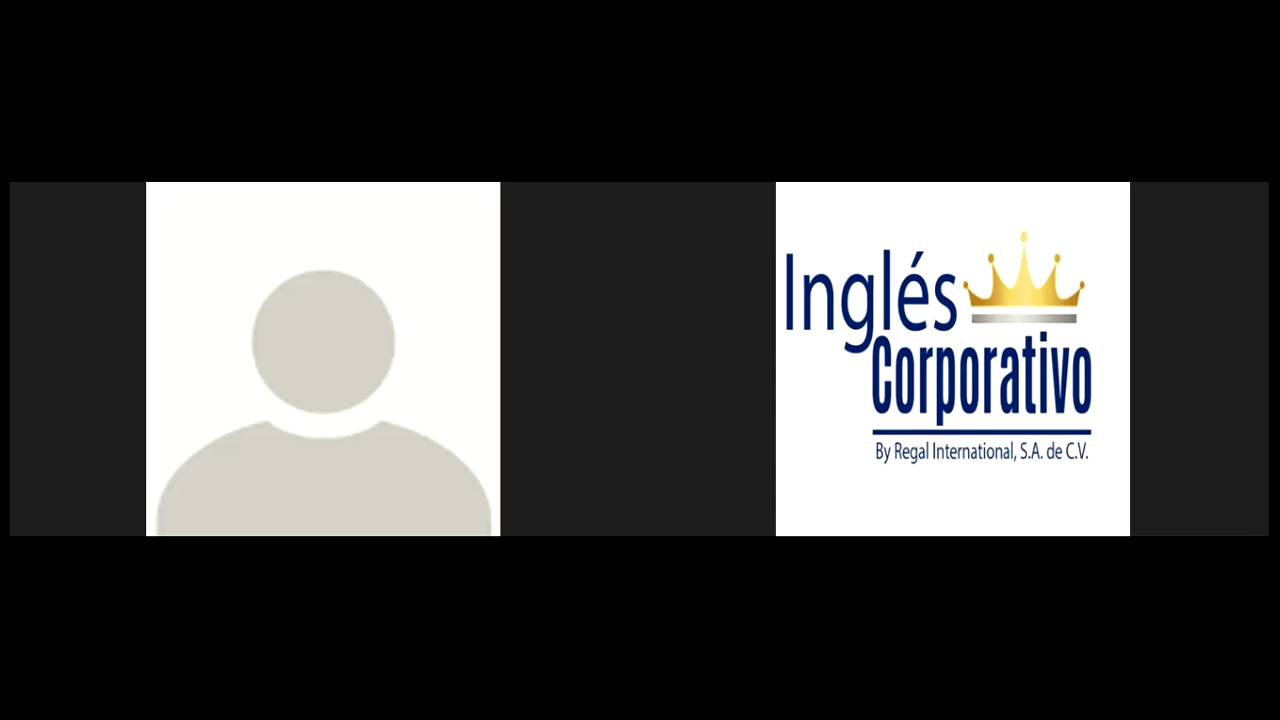 Inglés
Corporativo
By Regal International, S.A. de C.V.